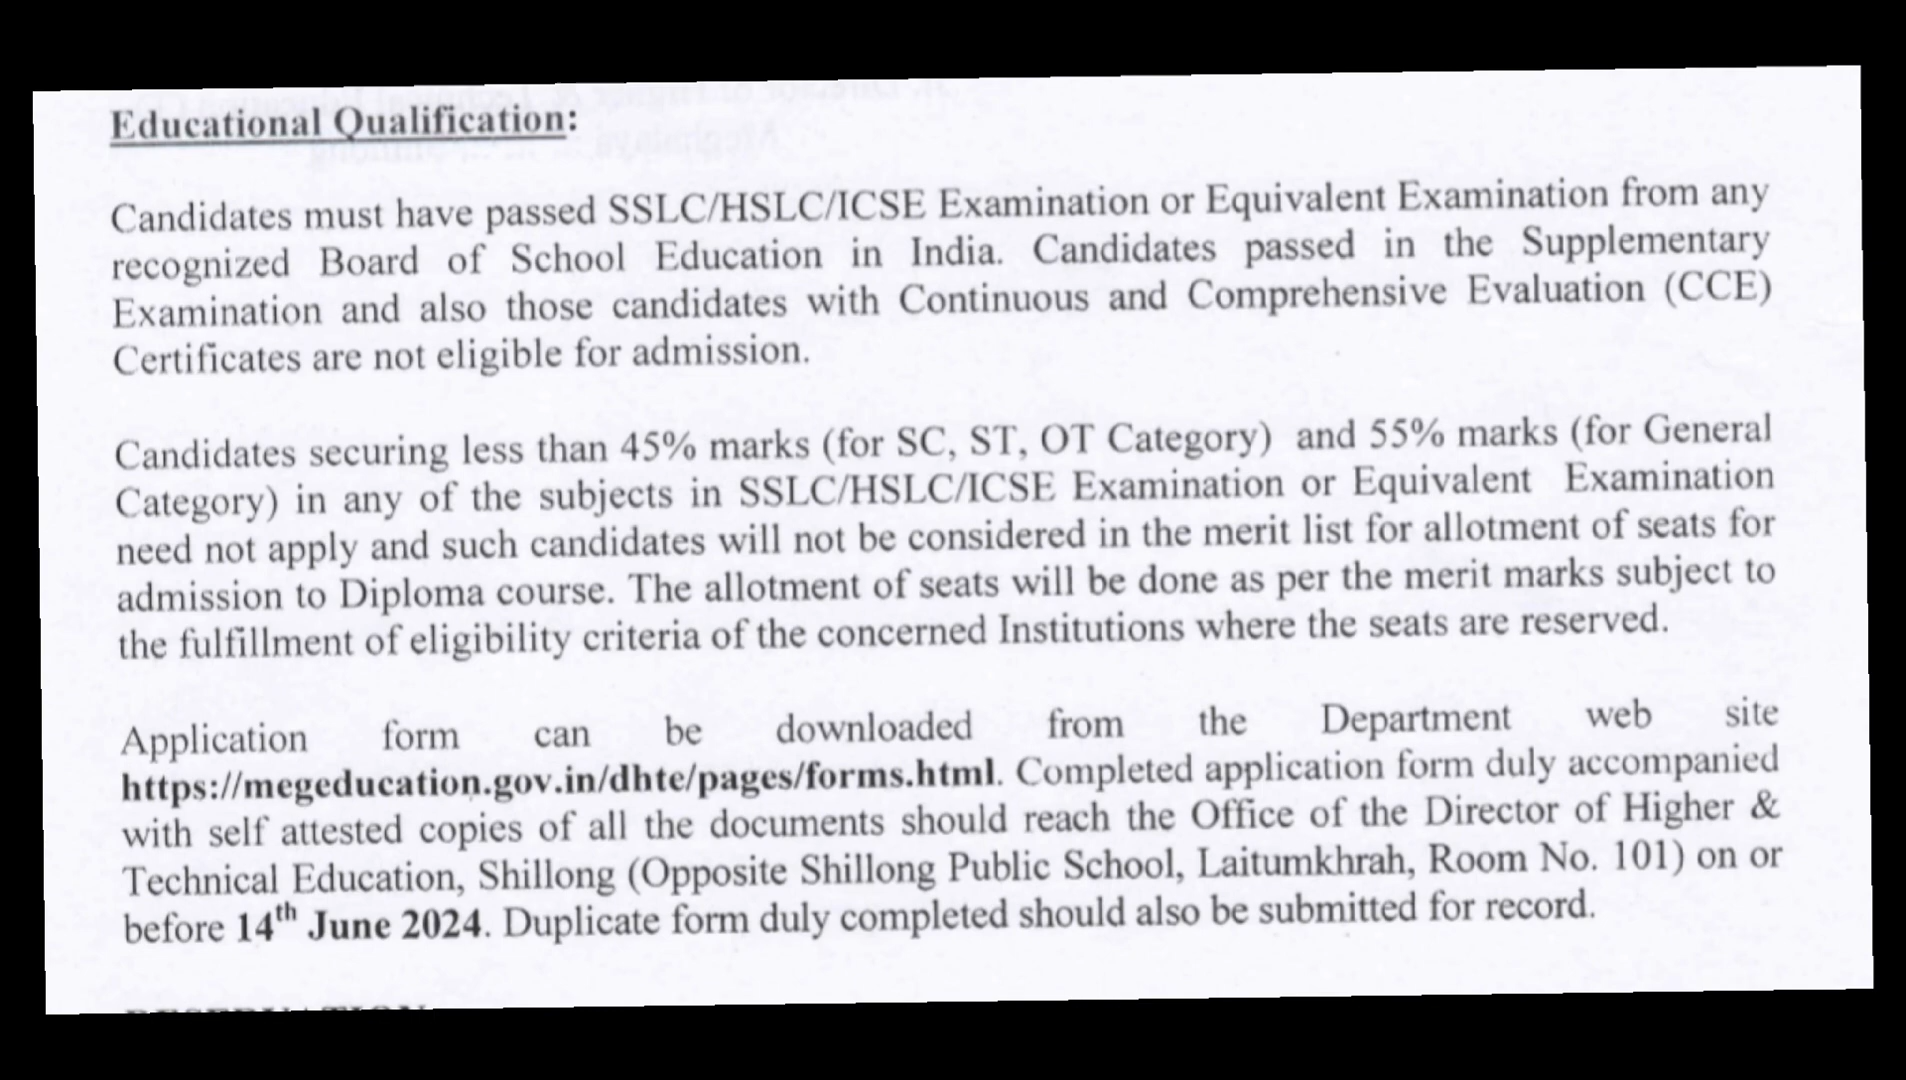 Educational Qualification:
Candidates must have passed SSLC/HSLC/ICSE Examination or Equivalent Examination from any
recognized Board of School Education in India. Candidates passed in the Supplementary
Examination and also those candidates with Continuous and Comprehensive Evaluation (CCE)
Certificates are not eligible for admission.
Candidates securing less than 45% marks (for SC, ST, OT Category) and 55% marks (for General
Category) in any of the subjects in SSLC/HSLC/ICSE Examination or Equivalent Examination
need not apply and such candidates will not be considered in the merit list for allotment of seats for
admission to Diploma course. The allotment of seats will be done as per the merit marks subject to
the fulfillment of eligibility criteria of the concerned Institutions where the seats are reserved.
Application form can be downloaded from the Department web site
https://megeducation.gov.in/dhte/pages/forms.html. Completed application form duly accompanied
with self attested copies of all the documents should reach the Office of the Director of Higher &
Technical Education, Shillong (Opposite Shillong Public School, Laitumkhrah, Room No. 101) on or
before 14th June 2024. Duplicate form duly completed should also be submitted for record.